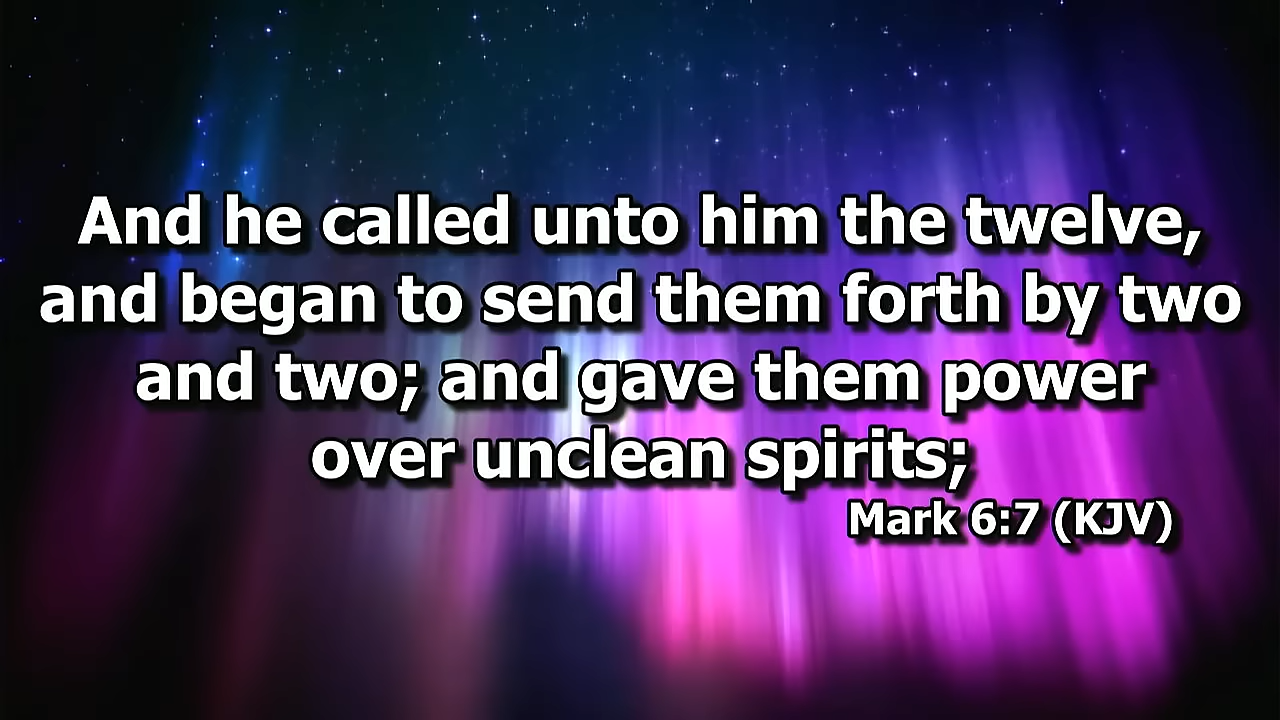 And he called unto him the twelve,
and began to send them forth by two
and two; and gave them power
over unclean spirits;
Mark 6:7 (KJV)